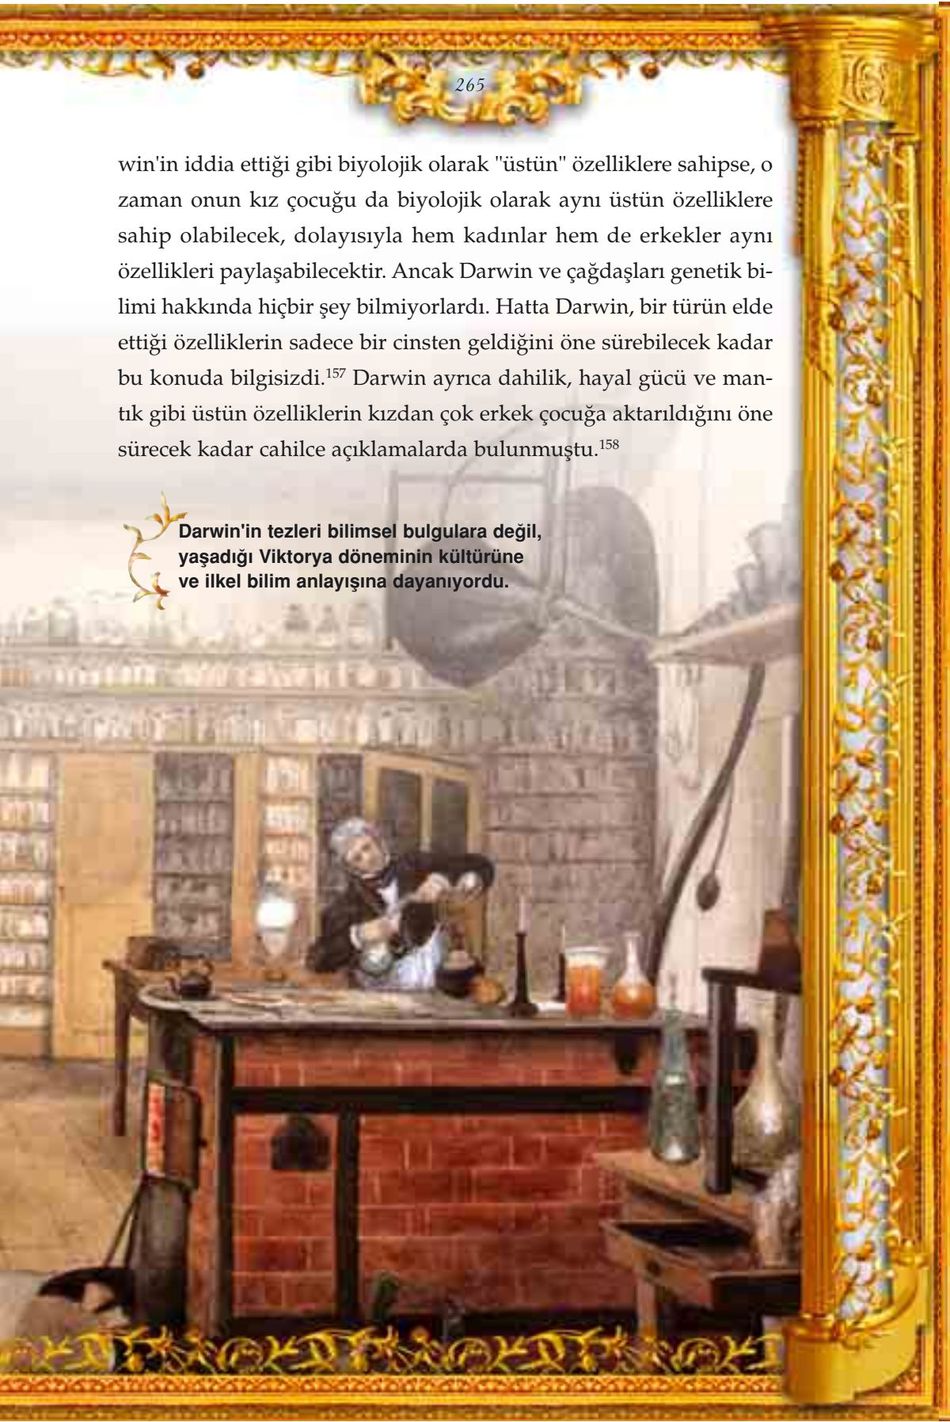 265
win'in iddia ettiği gibi biyolojik olarak "üstün" özelliklere sahipse, o
zaman onun kız çocuğu da biyolojik olarak aynı üstün özelliklere
sahip olabilecek, dolayısıyla hem kadınlar hem de erkekler aynı
özellikleri paylaşabilecektir. Ancak Darwin ve çağdaşları genetik bi-
limi hakkında hiçbir şey bilmiyorlardı. Hatta Darwin, bir türün elde
ettiği özelliklerin sadece bir cinsten geldiğini öne sürebilecek kadar
bu konuda bilgisizdi.157 Darwin ayrıca dahilik, hayal gücü ve man-
tık gibi üstün özelliklerin kızdan çok erkek çocuğa aktarıldığını öne
sürecek kadar cahilce açıklamalarda bulunmuştu.158
Darwin'in tezleri bilimsel bulgulara değil,
yaşadığı Viktorya döneminin kültürüne
ve ilkel bilim anlayışına dayanıyordu.